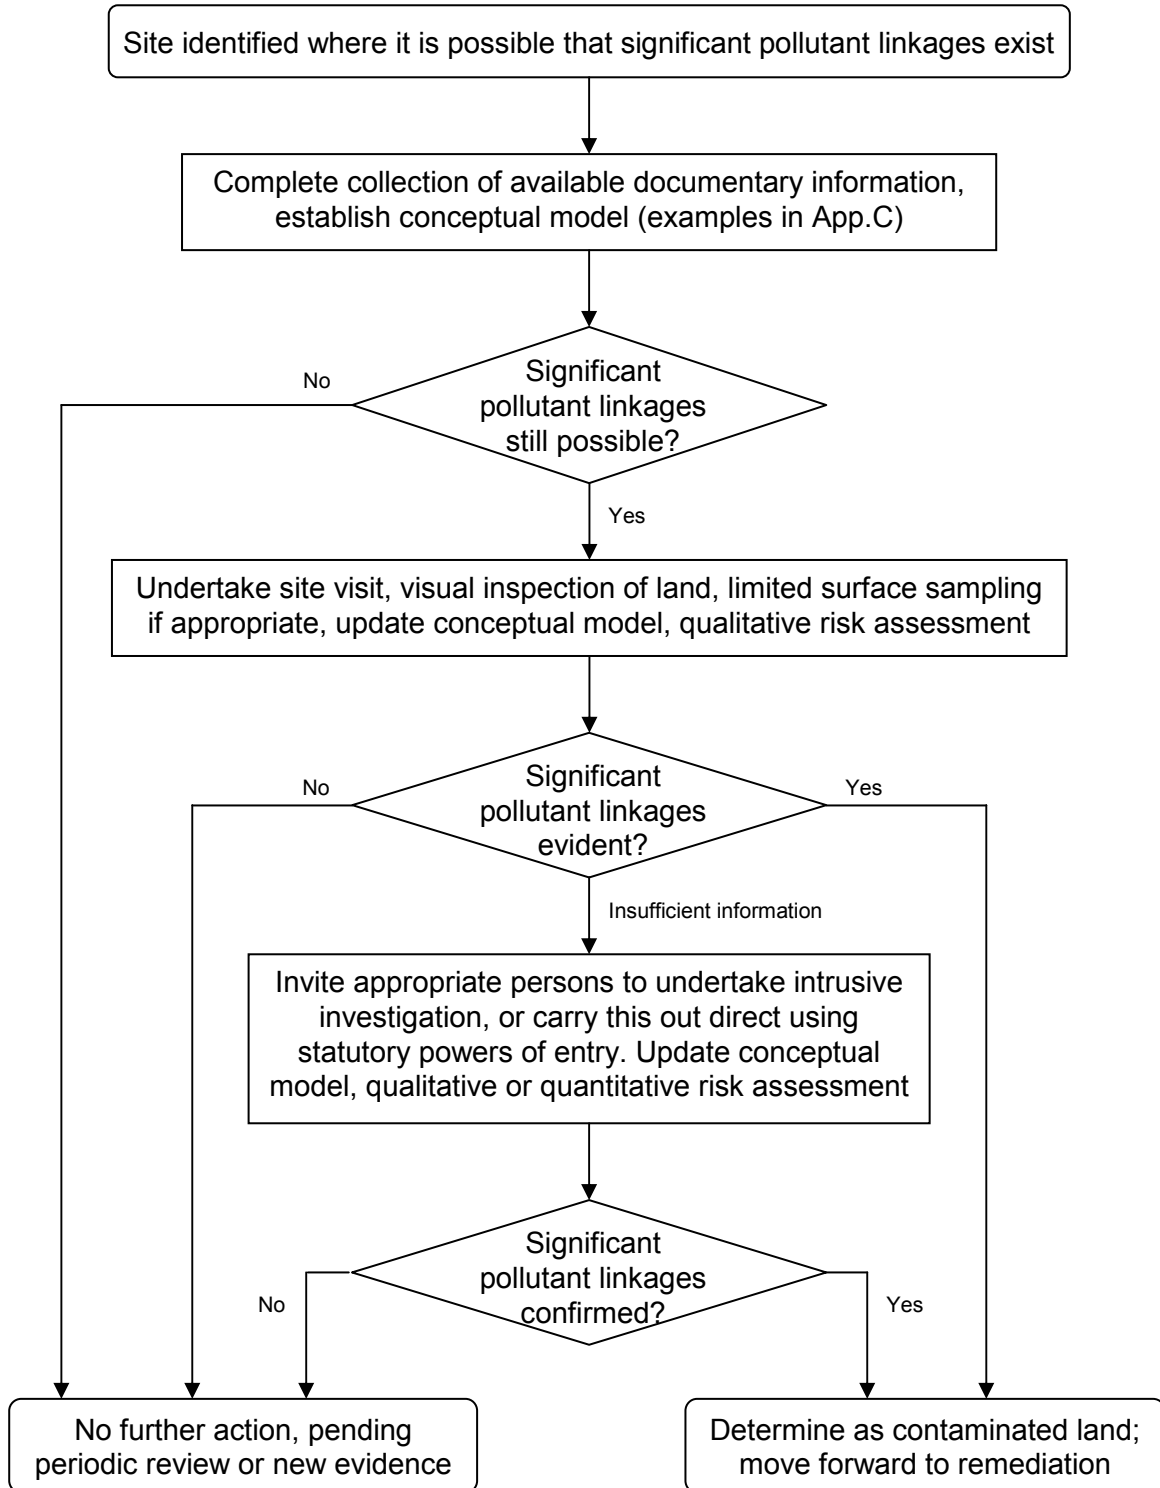 Site identified where it is possible that significant pollutant linkages exist
Complete collection of available documentary information,
establish conceptual model (examples in App.C)
Significant
pollutant linkages
still possible?
No
Yes
Undertake site visit, visual inspection of land, limited surface sampling
if appropriate, update conceptual model, qualitative risk assessment
Significant
pollutant linkages
evident?
No
Yes
Insufficient information
Invite appropriate persons to undertake intrusive
investigation, or carry this out direct using
statutory powers of entry. Update conceptual
model, qualitative or quantitative risk assessment
Significant
pollutant linkages
confirmed?
No
Yes
No further action, pending
periodic review or new evidence
Determine as contaminated land;
move forward to remediation